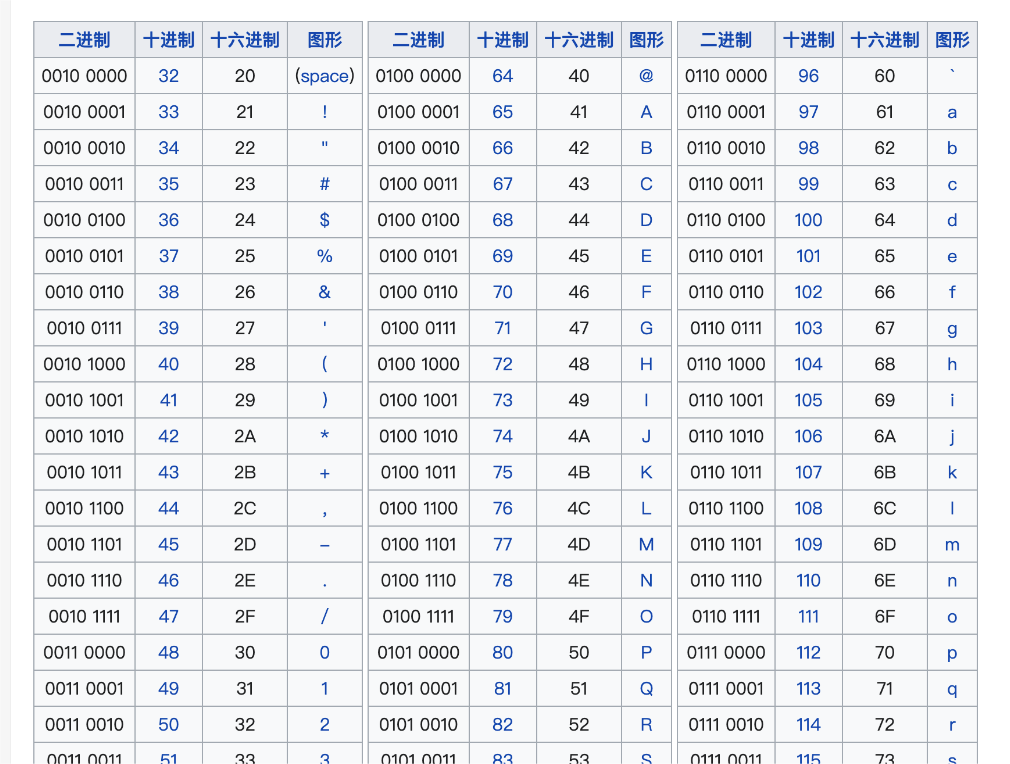 二进制 十进制 十六进制 图形 二进制 十进制 十六进制 图形 二进制 十进制 十六进制 图形
0010 0000 32 20 (space) 0100 0000 64 40 @ 0110 0000 96 60 `
0010 0001 33 21 ! 0100 0001 65 41 A 0110 0001 97 61 a
0010 0010 34 22 " 0100 0010 66 42 B 0110 0010 98 62 b
0010 0011 35 23 # 0100 0011 67 43 C 0110 0011 99 63 c
0010 0100 36 24 $ 0100 0100 68 44 D 0110 0100 100 64 d
0010 0101 37 25 % 0100 0101 69 45 E 0110 0101 101 65 e
0010 0110 38 26 & 0100 0110 70 46 F 0110 0110 102 66 f
0010 0111 39 27 ' 0100 0111 71 47 G 0110 0111 103 67 g
0010 1000 40 28 ( 0100 1000 72 48 H 0110 1000 104 68 h
0010 1001 41 29 ) 0100 1001 73 49 I 0110 1001 105 69 i
0010 1010 42 2A * 0100 1010 74 4A J 0110 1010 106 6A j
0010 1011 43 2B + 0100 1011 75 4B K 0110 1011 107 6B k
0010 1100 44 2C , 0100 1100 76 4C L 0110 1100 108 6C l
0010 1101 45 2D – 0100 1101 77 4D M 0110 1101 109 6D m
0010 1110 46 2E . 0100 1110 78 4E N 0110 1110 110 6E n
0010 1111 47 2F / 0100 1111 79 4F O 0110 1111 111 6F o
0011 0000 48 30 0 0101 0000 80 50 P 0111 0000 112 70 p
0011 0001 49 31 1 0101 0001 81 51 Q 0111 0001 113 71 q
0011 0010 50 32 2 0101 0010 82 52 R 0111 0010 114 72 r
0011 0011 51 33 3 0101 0011 83 53 S 0111 0011 115 73 s